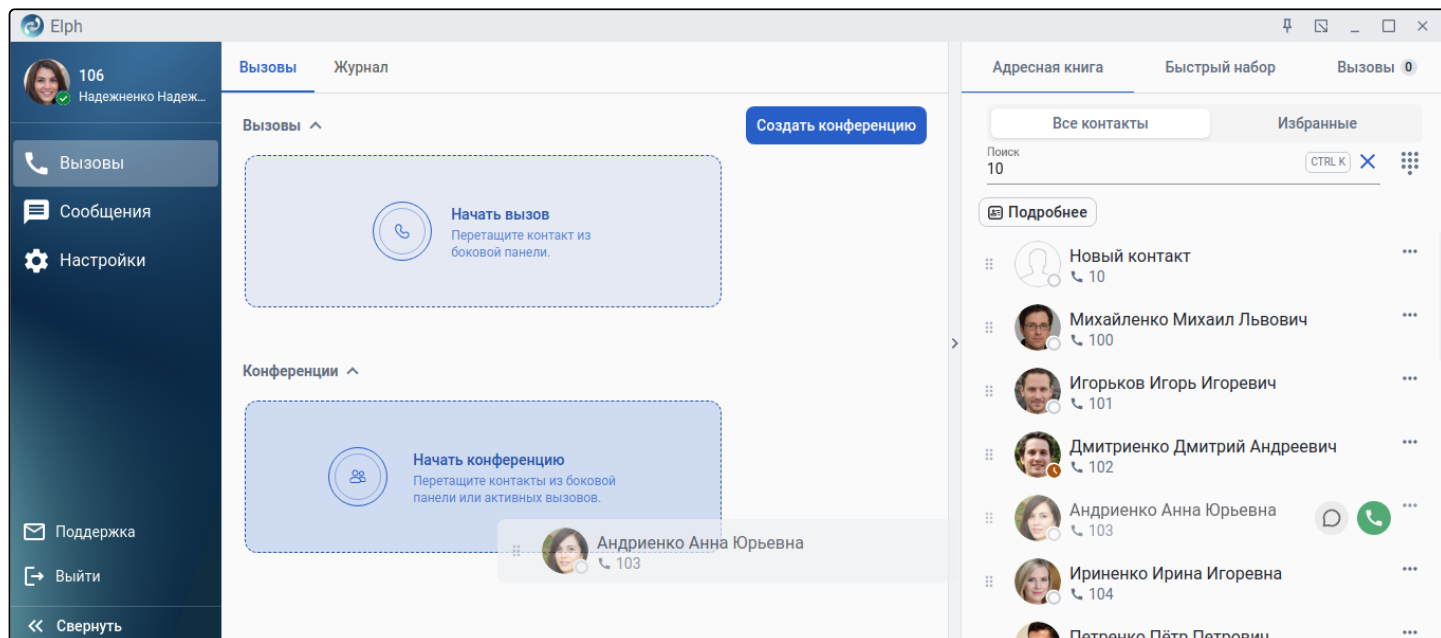 Elph
106
Надежненко Надеж...
Вызовы
Сообщения
Настройки
Поддержка
Выйти
Свернуть
Вызовы
Журнал
Вызовы
Создать конференцию
Начать вызов
Перетащите контакт из
боковой панели.
Конференции
Начать конференцию
Перетащите контакты из боковой
панели или активных вызовов.
Андриенко Анна Юрьевна
103
Адресная книга
Быстрый набор
Вызовы 0
Все контакты
Избранные
Поиск
10
CTRL K
Подробнее
Новый контакт
10
Михайленко Михаил Львович
100
Игорьков Игорь Игоревич
101
Дмитриенко Дмитрий Андреевич
102
Андриенко Анна Юрьевна
103
Ириненко Ирина Игоревна
104
Петренко Пётр Петрович